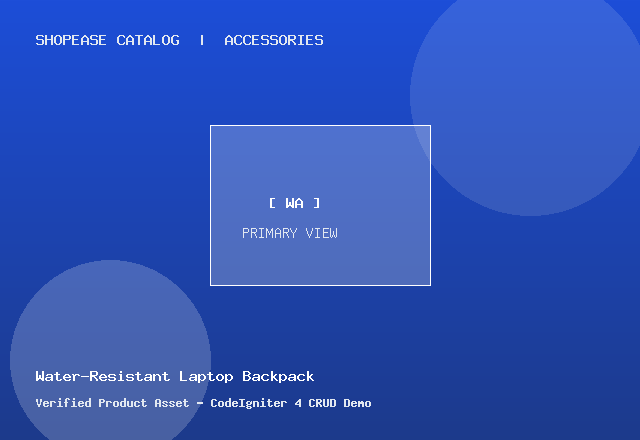 SHOPEASE CATALOG | ACCESSORIES
[ WA ]
PRIMARY VIEW
Water-Resistant Laptop Backpack
Verified Product Asset - CodeIgniter 4 CRUD Demo